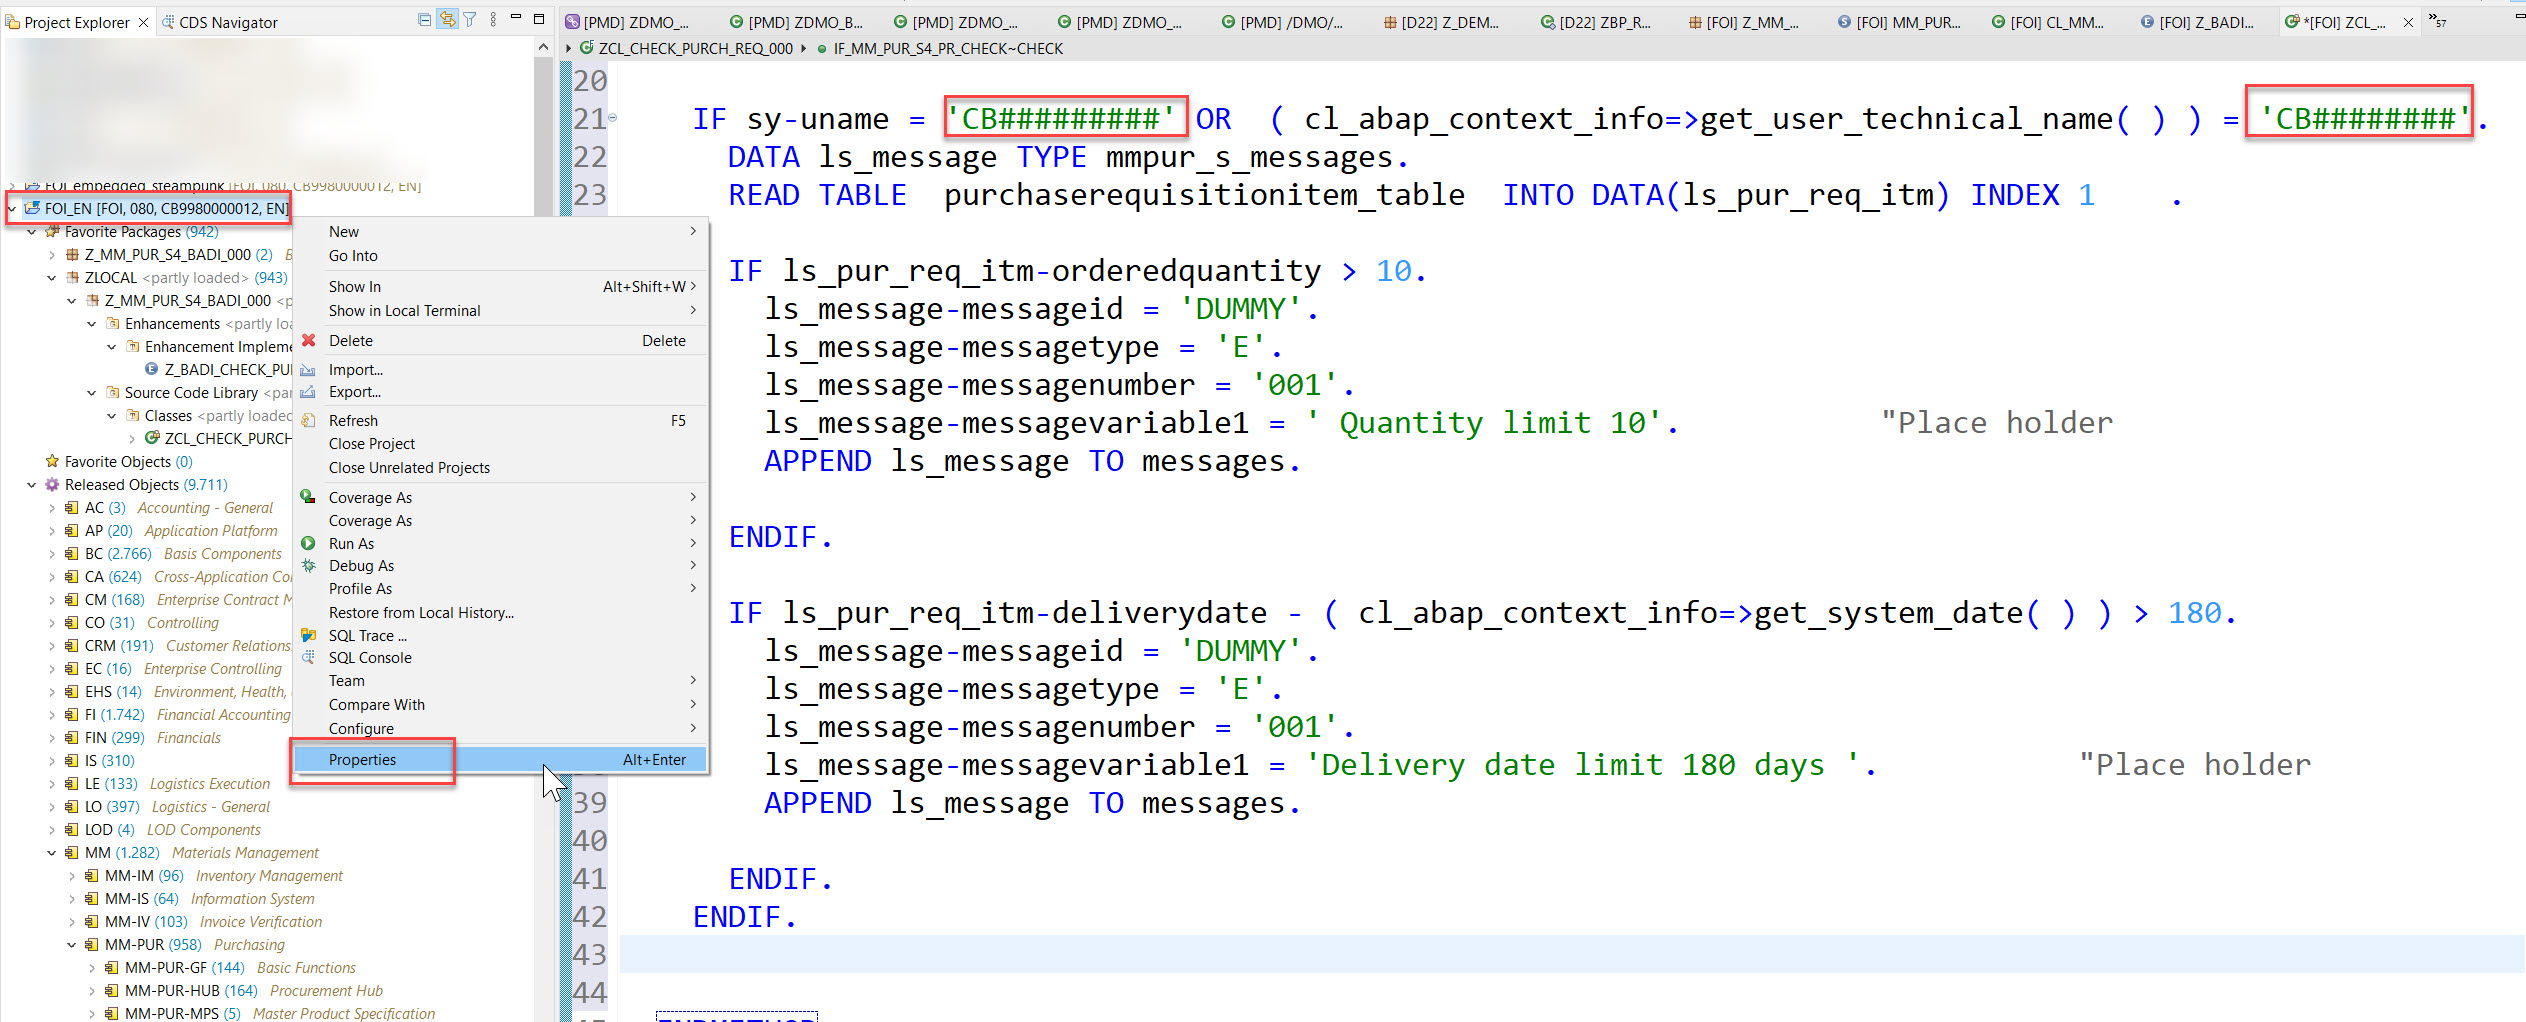 Project Explorer
CDS Navigator
FOI_embedded_steampunk [FOI, 080, CB9980000012, EN]
FOI_EN [FOI, 080, CB9980000012, EN]
Favorite Packages (942)
Z_MM_PUR_S4_BADI_000 (2)
ZLOCAL <partly loaded> (943)
Z_MM_PUR_S4_BADI_000 <p
Enhancements <partly loa
Enhancement Impleme
Z_BADI_CHECK_PU
Source Code Library <par
Classes <partly loaded
ZCL_CHECK_PURCH
Favorite Objects (0)
Released Objects (9.711)
AC (3) Accounting - General
AP (20) Application Platform
BC (2.766) Basis Components
CA (624) Cross-Application Co
CM (168) Enterprise Contract M
CO (31) Controlling
CRM (191) Customer Relations
EC (16) Enterprise Controlling
EHS (14) Environment, Health,
FI (1.742) Financial Accounting
FIN (299) Financials
IS (310)
LE (133) Logistics Execution
LO (397) Logistics - General
LOD (4) LOD Components
MM (1.282) Materials Management
MM-IM (96) Inventory Management
MM-IS (64) Information System
MM-IV (103) Invoice Verification
MM-PUR (958) Purchasing
MM-PUR-GF (144) Basic Functions
MM-PUR-HUB (164) Procurement Hub
MM-PUR-MPS (5) Master Product Specification
New
Go Into
Show In Alt+Shift+W
Show in Local Terminal
Delete Delete
Import...
Export...
Refresh F5
Close Project
Close Unrelated Projects
Coverage As
Coverage As
Run As
Debug As
Profile As
Restore from Local History...
SQL Trace ...
SQL Console
Team
Compare With
Configure
Properties Alt+Enter
[PMD] ZDMO_...
[PMD] ZDMO_B...
[PMD] ZDMO_...
[PMD] ZDMO_...
[PMD] /DMO/...
[D22] Z_DEM...
[D22] ZBP_R...
[FOI] Z_MM_...
[FOI] MM_PUR...
[FOI] CL_MM...
[FOI] Z_BADI...
*[FOI] ZCL_...
57
ZCL_CHECK_PURCH_REQ_000
IF_MM_PUR_S4_PR_CHECK~CHECK
20
21 IF sy-uname = 'CB#########' OR ( cl_abap_context_info=>get_user_technical_name( ) ) = 'CB########'.
22 DATA ls_message TYPE mmpur_s_messages.
23 READ TABLE purchaserequisitionitem_table INTO DATA(ls_pur_req_itm) INDEX 1 .
IF ls_pur_req_itm-orderedquantity > 10.
ls_message-messageid = 'DUMMY'.
ls_message-messagetype = 'E'.
ls_message-messagenumber = '001'.
ls_message-messagevariable1 = ' Quantity limit 10'. "Place holder
APPEND ls_message TO messages.
ENDIF.
IF ls_pur_req_itm-deliverydate - ( cl_abap_context_info=>get_system_date( ) ) > 180.
ls_message-messageid = 'DUMMY'.
ls_message-messagetype = 'E'.
ls_message-messagenumber = '001'.
ls_message-messagevariable1 = 'Delivery date limit 180 days '. "Place holder
39 APPEND ls_message TO messages.
40
41 ENDIF.
42 ENDIF.
43
44